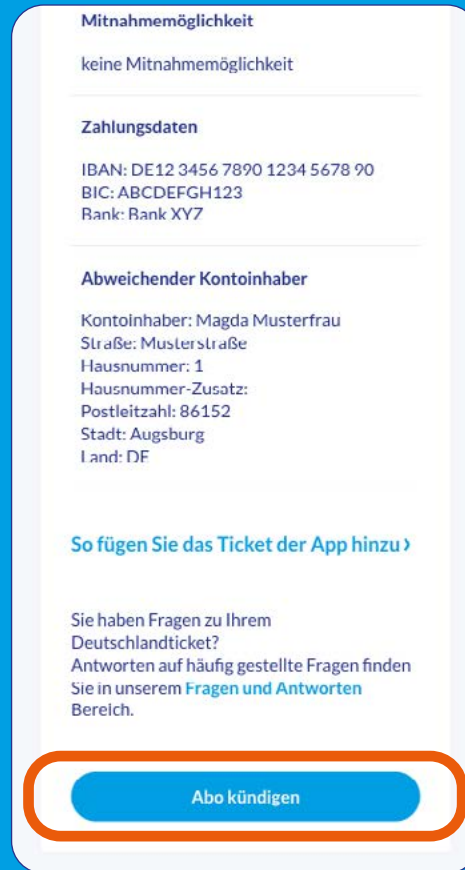 Mitnahmemöglichkeit
keine Mitnahmemöglichkeit
Zahlungsdaten
IBAN: DE12 3456 7890 1234 5678 90
BIC: ABCDEFGH123
Bank: Bank XYZ
Abweichender Kontoinhaber
Kontoinhaber: Magda Musterfrau
Straße: Musterstraße
Hausnummer: 1
Hausnummer-Zusatz:
Postleitzahl: 86152
Stadt: Augsburg
Land: DE
So fügen Sie das Ticket der App hinzu ›
Sie haben Fragen zu Ihrem
Deutschlandticket?
Antworten auf häufig gestellte Fragen finden
Sie in unserem Fragen und Antworten
Bereich.
Abo kündigen